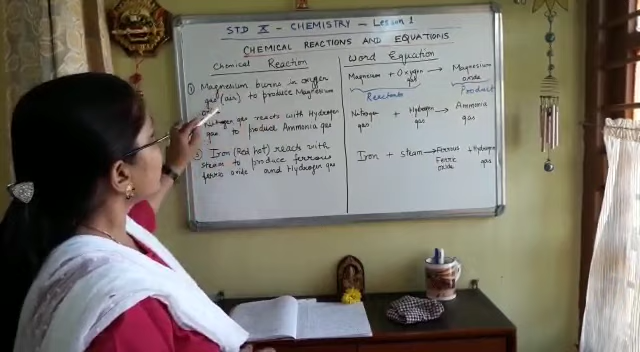 STD X - CHEMISTRY - Lesson 1
CHEMICAL REACTIONS AND EQUATIONS
Chemical Reaction
① Magnesium burns in oxygen
gas (air) to produce Magnesium
Nitrogen gas reacts with Hydrogen
gas to produce Ammonia gas
③ Iron (Red hot) reacts with
steam to produce ferrous
ferric oxide and Hydrogen gas
Word Equation
Magnesium + Oxygen gas → Magnesium oxide
Reactants Product
Nitrogen gas + Hydrogen gas → Ammonia gas
Iron + steam → Ferrous Ferric oxide + Hydrogen gas